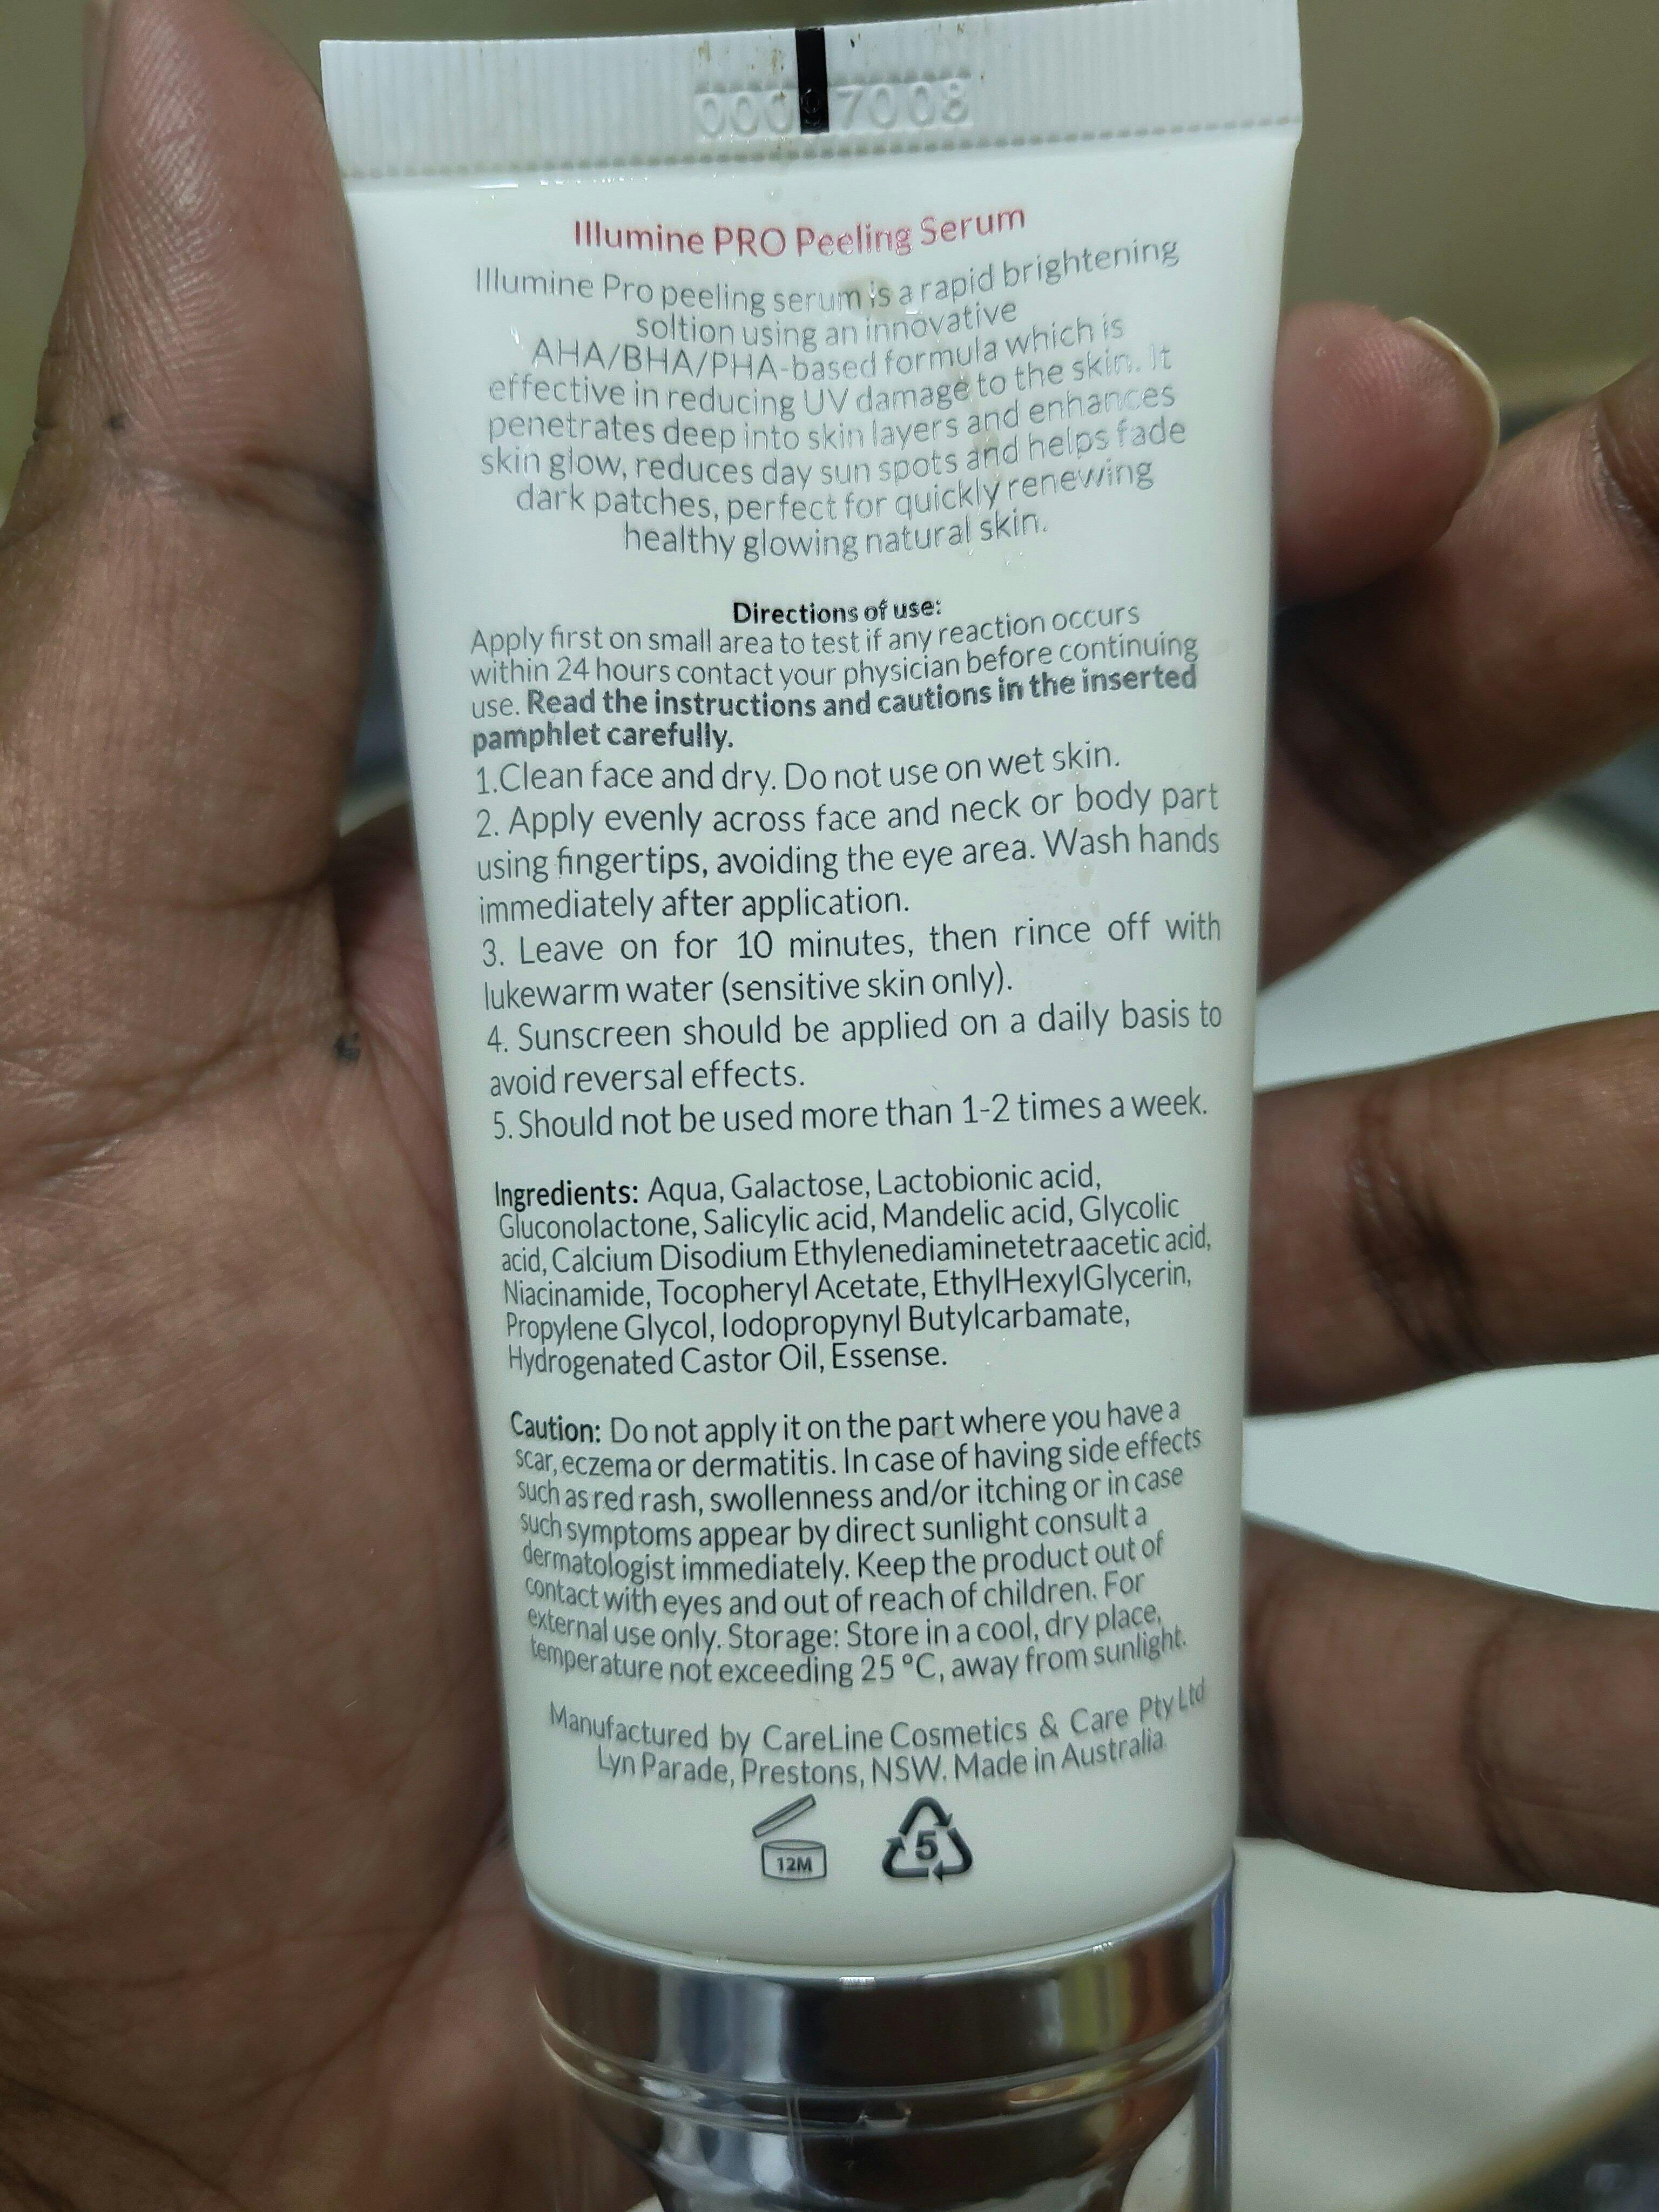 7008
Illumine PRO Peeling Serum
Illumine Pro peeling serum is a rapid brightening
soltion using an innovative
AHA/BHA/PHA-based formula which is
effective in reducing UV damage to the skin. It
penetrates deep into skin layers and enhances
skin glow, reduces day sun spots and helps fade
dark patches, perfect for quickly renewing
healthy glowing natural skin.
Directions of use:
Apply first on small area to test if any reaction occurs
within 24 hours contact your physician before continuing
use. Read the instructions and cautions in the inserted
pamphlet carefully.
1.Clean face and dry. Do not use on wet skin.
2. Apply evenly across face and neck or body part
using fingertips, avoiding the eye area. Wash hands
immediately after application.
3. Leave on for 10 minutes, then rince off with
lukewarm water (sensitive skin only).
4. Sunscreen should be applied on a daily basis to
avoid reversal effects.
5. Should not be used more than 1-2 times a week.
Ingredients: Aqua, Galactose, Lactobionic acid,
Gluconolactone, Salicylic acid, Mandelic acid, Glycolic
acid, Calcium Disodium Ethylenediaminetetraacetic acid,
Niacinamide, Tocopheryl Acetate, EthylHexylGlycerin,
Propylene Glycol, Iodopropynyl Butylcarbamate,
Hydrogenated Castor Oil, Essense.
Caution: Do not apply it on the part where you have a
scar, eczema or dermatitis. In case of having side effects
such as red rash, swollenness and/or itching or in case
such symptoms appear by direct sunlight consult a
dermatologist immediately. Keep the product out of
contact with eyes and out of reach of children. For
external use only. Storage: Store in a cool, dry place,
temperature not exceeding 25 °C, away from sunlight.
Manufactured by CareLine Cosmetics & Care Pty Ltd
Lyn Parade, Prestons, NSW. Made in Australia
12M
5